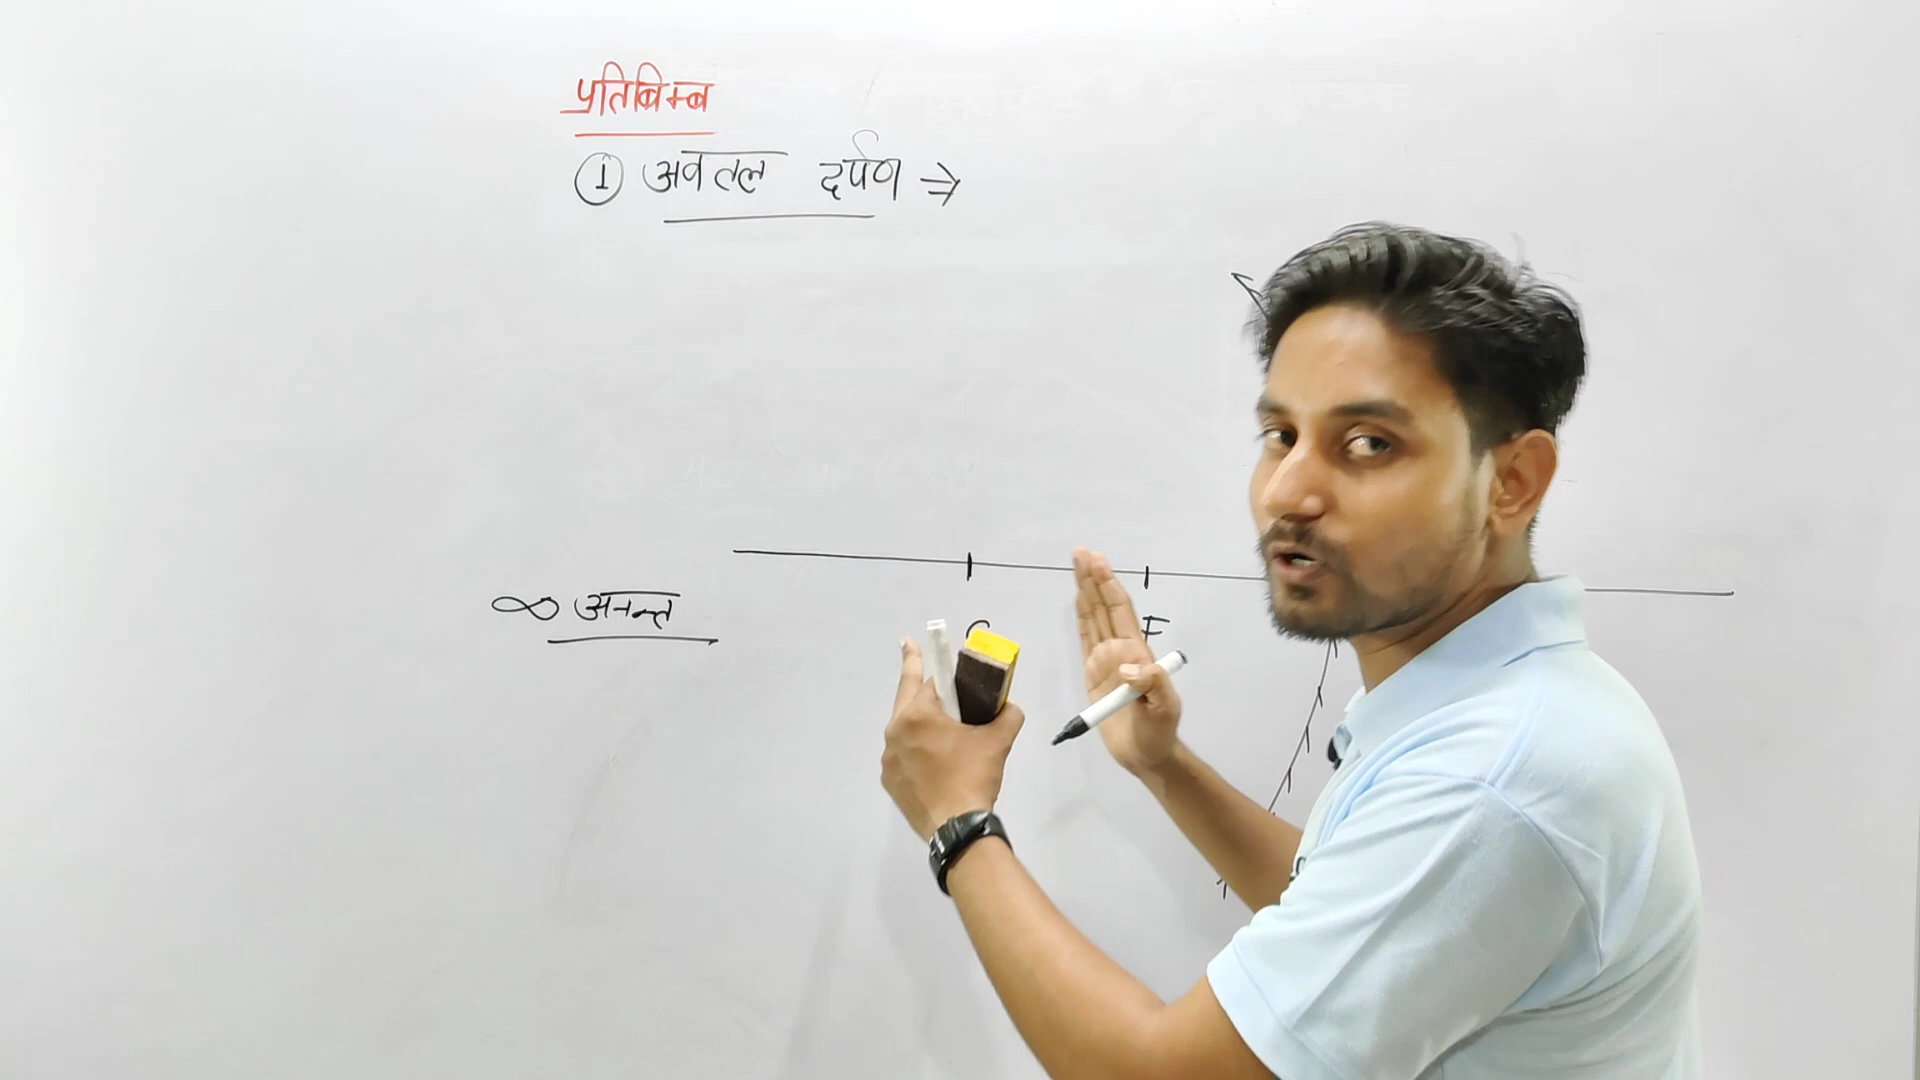 प्रतिबिम्ब
① अवतल दर्पण ⇒
F
∞ अनन्त